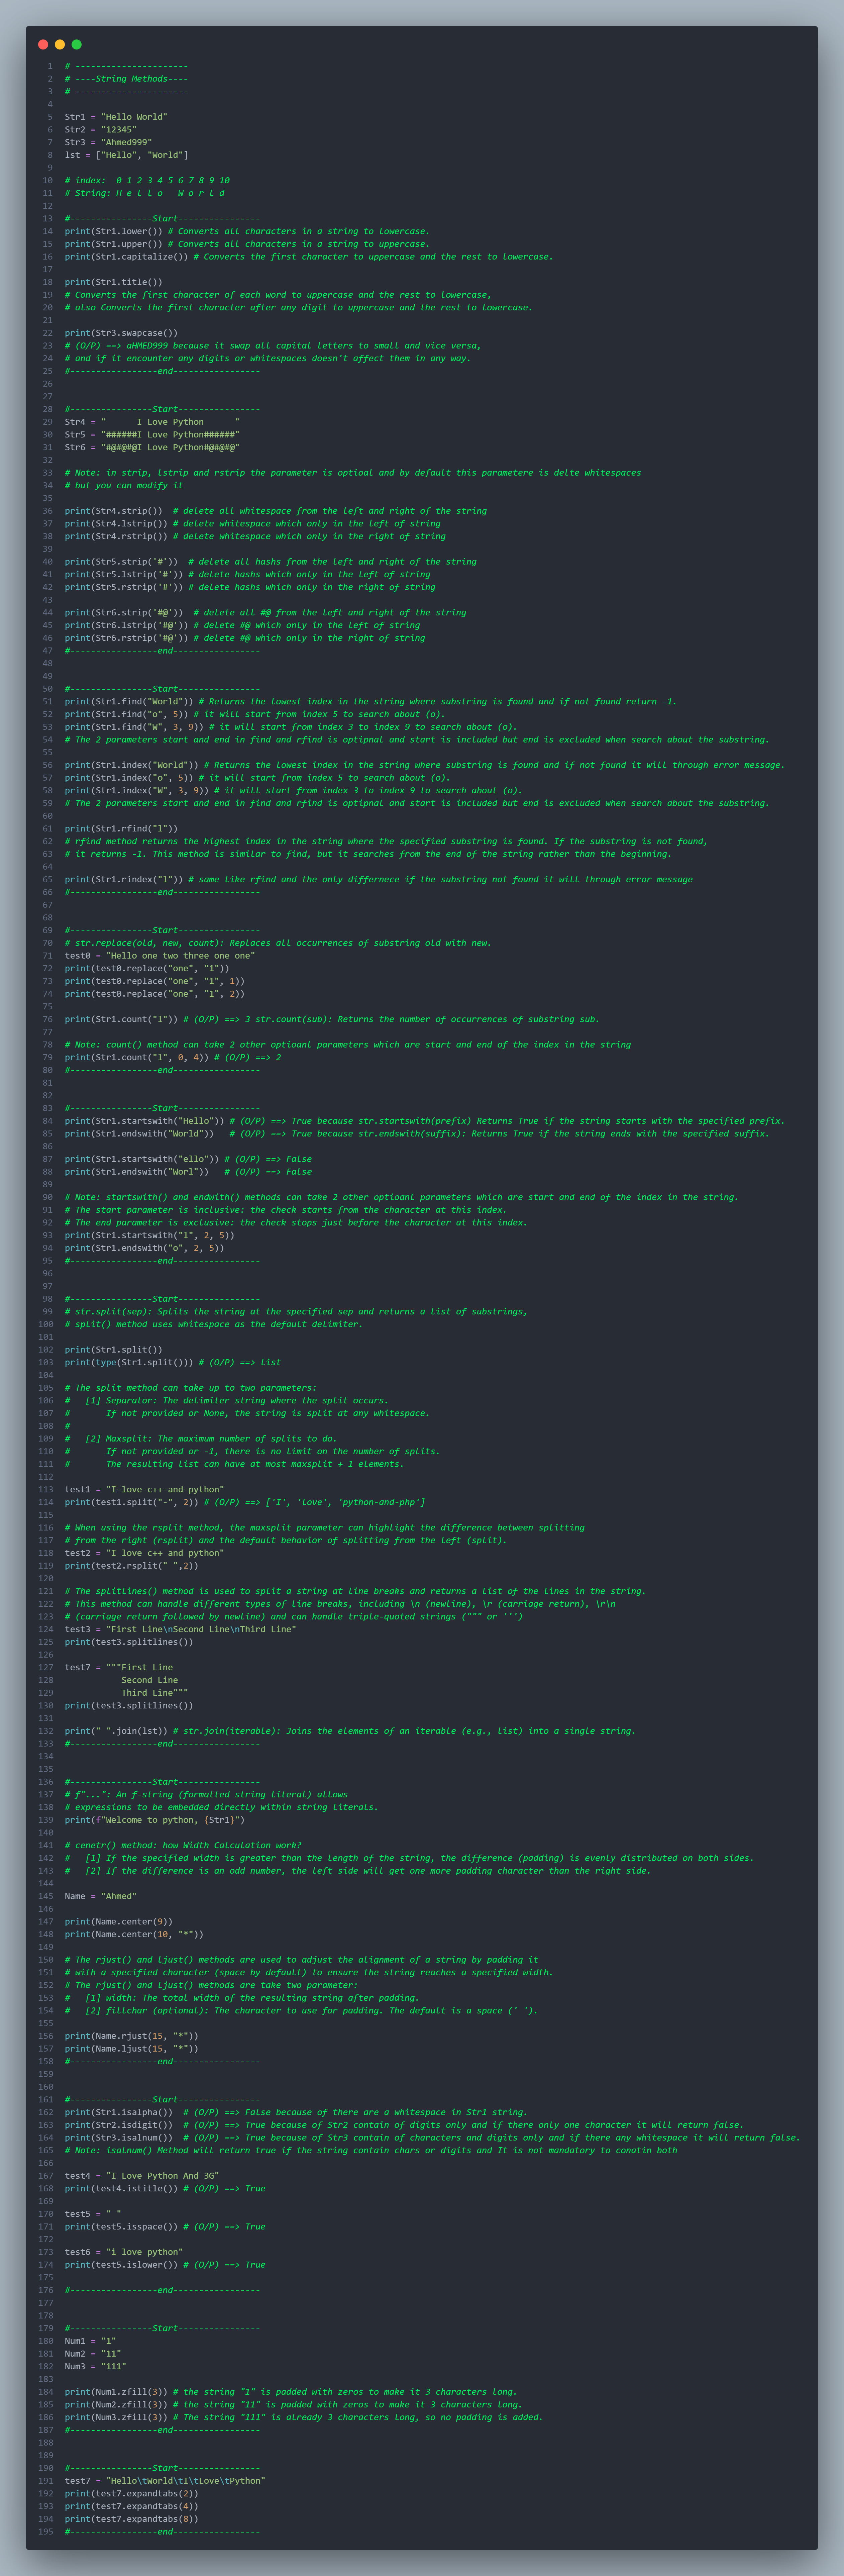 1 # ----------------------
2 # ----String Methods----
3 # ----------------------
4
5 Str1 = "Hello World"
6 Str2 = "12345"
7 Str3 = "Ahmed999"
8 lst = ["Hello", "World"]
9
10 # index:  0 1 2 3 4 5 6 7 8 9 10
11 # String: H e l l o   W o r l d
12
13 #----------------Start----------------
14 print(Str1.lower()) # Converts all characters in a string to lowercase.
15 print(Str1.upper()) # Converts all characters in a string to uppercase.
16 print(Str1.capitalize()) # Converts the first character to uppercase and the rest to lowercase.
17
18 print(Str1.title())
19 # Converts the first character of each word to uppercase and the rest to lowercase,
20 # also Converts the first character after any digit to uppercase and the rest to lowercase.
21
22 print(Str3.swapcase())
23 # (O/P) ==> aHMED999 because it swap all capital letters to small and vice versa,
24 # and if it encounter any digits or whitespaces doesn't affect them in any way.
25 #-----------------end-----------------
26
27
28 #----------------Start----------------
29 Str4 = "      I Love Python      "
30 Str5 = "######I Love Python######"
31 Str6 = "#@#@#@I Love Python#@#@#@"
32
33 # Note: in strip, lstrip and rstrip the parameter is optioal and by default this parametere is delte whitespaces
34 # but you can modify it
35
36 print(Str4.strip())  # delete all whitespace from the left and right of the string
37 print(Str4.lstrip()) # delete whitespace which only in the left of string
38 print(Str4.rstrip()) # delete whitespace which only in the right of string
39
40 print(Str5.strip('#'))  # delete all hashs from the left and right of the string
41 print(Str5.lstrip('#')) # delete hashs which only in the left of string
42 print(Str5.rstrip('#')) # delete hashs which only in the right of string
43
44 print(Str6.strip('#@'))  # delete all #@ from the left and right of the string
45 print(Str6.lstrip('#@')) # delete #@ which only in the left of string
46 print(Str6.rstrip('#@')) # delete #@ which only in the right of string
47 #-----------------end-----------------
48
49
50 #----------------Start----------------
51 print(Str1.find("World")) # Returns the lowest index in the string where substring is found and if not found return -1.
52 print(Str1.find("o", 5)) # it will start from index 5 to search about (o).
53 print(Str1.find("W", 3, 9)) # it will start from index 3 to index 9 to search about (o).
54 # The 2 parameters start and end in find and rfind is optipnal and start is included but end is excluded when search about the substring.
55
56 print(Str1.index("World")) # Returns the lowest index in the string where substring is found and if not found it will through error message.
57 print(Str1.index("o", 5)) # it will start from index 5 to search about (o).
58 print(Str1.index("W", 3, 9)) # it will start from index 3 to index 9 to search about (o).
59 # The 2 parameters start and end in find and rfind is optipnal and start is included but end is excluded when search about the substring.
60
61 print(Str1.rfind("l"))
62 # rfind method returns the highest index in the string where the specified substring is found. If the substring is not found,
63 # it returns -1. This method is similar to find, but it searches from the end of the string rather than the beginning.
64
65 print(Str1.rindex("l")) # same like rfind and the only differnece if the substring not found it will through error message
66 #-----------------end-----------------
67
68
69 #----------------Start----------------
70 # str.replace(old, new, count): Replaces all occurrences of substring old with new.
71 test0 = "Hello one two three one one"
72 print(test0.replace("one", "1"))
73 print(test0.replace("one", "1", 1))
74 print(test0.replace("one", "1", 2))
75
76 print(Str1.count("l")) # (O/P) ==> 3 str.count(sub): Returns the number of occurrences of substring sub.
77
78 # Note: count() method can take 2 other optioanl parameters which are start and end of the index in the string
79 print(Str1.count("l", 0, 4)) # (O/P) ==> 2
80 #-----------------end-----------------
81
82
83 #----------------Start----------------
84 print(Str1.startswith("Hello")) # (O/P) ==> True because str.startswith(prefix) Returns True if the string starts with the specified prefix.
85 print(Str1.endswith("World"))   # (O/P) ==> True because str.endswith(suffix): Returns True if the string ends with the specified suffix.
86
87 print(Str1.startswith("ello")) # (O/P) ==> False
88 print(Str1.endswith("Worl"))   # (O/P) ==> False
89
90 # Note: startswith() and endwith() methods can take 2 other optioanl parameters which are start and end of the index in the string.
91 # The start parameter is inclusive: the check starts from the character at this index.
92 # The end parameter is exclusive: the check stops just before the character at this index.
93 print(Str1.startswith("l", 2, 5))
94 print(Str1.endswith("o", 2, 5))
95 #-----------------end-----------------
96
97
98 #----------------Start----------------
99 # str.split(sep): Splits the string at the specified sep and returns a list of substrings,
100 # split() method uses whitespace as the default delimiter.
101
102 print(Str1.split())
103 print(type(Str1.split())) # (O/P) ==> list
104
105 # The split method can take up to two parameters:
106 #   [1] Separator: The delimiter string where the split occurs.
107 #       If not provided or None, the string is split at any whitespace.
108 #
109 #   [2] Maxsplit: The maximum number of splits to do.
110 #       If not provided or -1, there is no limit on the number of splits.
111 #       The resulting list can have at most maxsplit + 1 elements.
112
113 test1 = "I-love-c++-and-python"
114 print(test1.split("-", 2)) # (O/P) ==> ['I', 'love', 'python-and-php']
115
116 # When using the rsplit method, the maxsplit parameter can highlight the difference between splitting
117 # from the right (rsplit) and the default behavior of splitting from the left (split).
118 test2 = "I love c++ and python"
119 print(test2.rsplit(" ",2))
120
121 # The splitlines() method is used to split a string at line breaks and returns a list of the lines in the string.
122 # This method can handle different types of line breaks, including \n (newline), \r (carriage return), \r\n
123 # (carriage return followed by newline) and can handle triple-quoted strings (""" or ''')
124 test3 = "First Line\nSecond Line\nThird Line"
125 print(test3.splitlines())
126
127 test7 = """First Line
128            Second Line
129            Third Line"""
130 print(test3.splitlines())
131
132 print(" ".join(lst)) # str.join(iterable): Joins the elements of an iterable (e.g., list) into a single string.
133 #-----------------end-----------------
134
135
136 #----------------Start----------------
137 # f"...": An f-string (formatted string literal) allows
138 # expressions to be embedded directly within string literals.
139 print(f"Welcome to python, {Str1}")
140
141 # cenetr() method: how Width Calculation work?
142 #   [1] If the specified width is greater than the length of the string, the difference (padding) is evenly distributed on both sides.
143 #   [2] If the difference is an odd number, the left side will get one more padding character than the right side.
144
145 Name = "Ahmed"
146
147 print(Name.center(9))
148 print(Name.center(10, "*"))
149
150 # The rjust() and ljust() methods are used to adjust the alignment of a string by padding it
151 # with a specified character (space by default) to ensure the string reaches a specified width.
152 # The rjust() and ljust() methods are take two parameter:
153 #   [1] width: The total width of the resulting string after padding.
154 #   [2] fillchar (optional): The character to use for padding. The default is a space (' ').
155
156 print(Name.rjust(15, "*"))
157 print(Name.ljust(15, "*"))
158 #-----------------end-----------------
159
160
161 #----------------Start----------------
162 print(Str1.isalpha())  # (O/P) ==> False because of there are a whitespace in Str1 string.
163 print(Str2.isdigit())  # (O/P) ==> True because of Str2 contain of digits only and if there only one character it will return false.
164 print(Str3.isalnum())  # (O/P) ==> True because of Str3 contain of characters and digits only and if there any whitespace it will return false.
165 # Note: isalnum() Method will return true if the string contain chars or digits and It is not mandatory to conatin both
166
167 test4 = "I Love Python And 3G"
168 print(test4.istitle()) # (O/P) ==> True
169
170 test5 = " "
171 print(test5.isspace()) # (O/P) ==> True
172
173 test6 = "i love python"
174 print(test5.islower()) # (O/P) ==> True
175
176 #-----------------end-----------------
177
178
179 #----------------Start----------------
180 Num1 = "1"
181 Num2 = "11"
182 Num3 = "111"
183
184 print(Num1.zfill(3)) # the string "1" is padded with zeros to make it 3 characters long.
185 print(Num2.zfill(3)) # the string "11" is padded with zeros to make it 3 characters long.
186 print(Num3.zfill(3)) # The string "111" is already 3 characters long, so no padding is added.
187 #-----------------end-----------------
188
189
190 #----------------Start----------------
191 test7 = "Hello\tWorld\tI\tLove\tPython"
192 print(test7.expandtabs(2))
193 print(test7.expandtabs(4))
194 print(test7.expandtabs(8))
195 #-----------------end-----------------